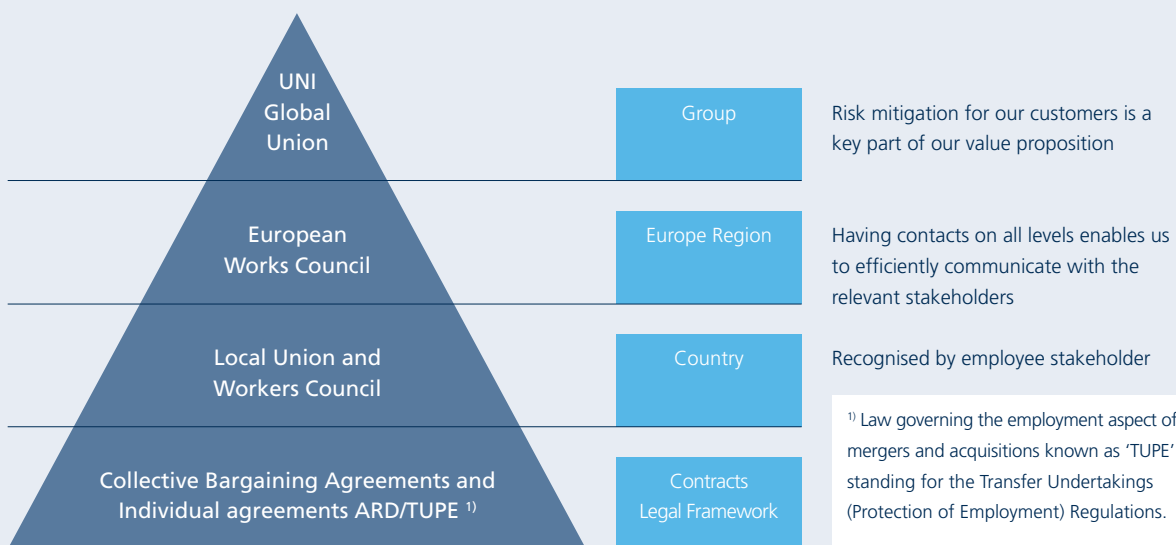 UNI
Global
Union
Group
Risk mitigation for our customers is a
key part of our value proposition
European
Works Council
Europe Region
Having contacts on all levels enables us
to efficiently communicate with the
relevant stakeholders
Local Union and
Workers Council
Country
Recognised by employee stakeholder
Collective Bargaining Agreements and
Individual agreements ARD/TUPE 1)
Contracts
Legal Framework
1) Law governing the employment aspect of
mergers and acquisitions known as ‘TUPE’
standing for the Transfer Undertakings
(Protection of Employment) Regulations.